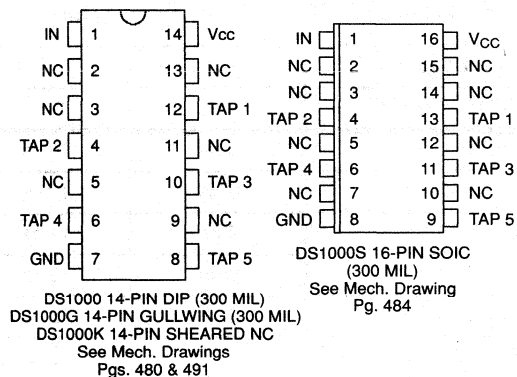 IN 1 14 Vcc
NC 2 13 NC
NC 3 12 TAP 1
TAP 2 4 11 NC
NC 5 10 TAP 3
TAP 4 6 9 NC
GND 7 8 TAP 5
DS1000 14-PIN DIP (300 MIL)
DS1000G 14-PIN GULLWING (300 MIL)
DS1000K 14-PIN SHEARED NC
See Mech. Drawings
Pgs. 480 & 491
IN 1 16 VCC
NC 2 15 NC
NC 3 14 NC
TAP 2 4 13 TAP 1
NC 5 12 NC
TAP 4 6 11 TAP 3
NC 7 10 NC
GND 8 9 TAP 5
DS1000S 16-PIN SOIC
(300 MIL)
See Mech. Drawing
Pg. 484